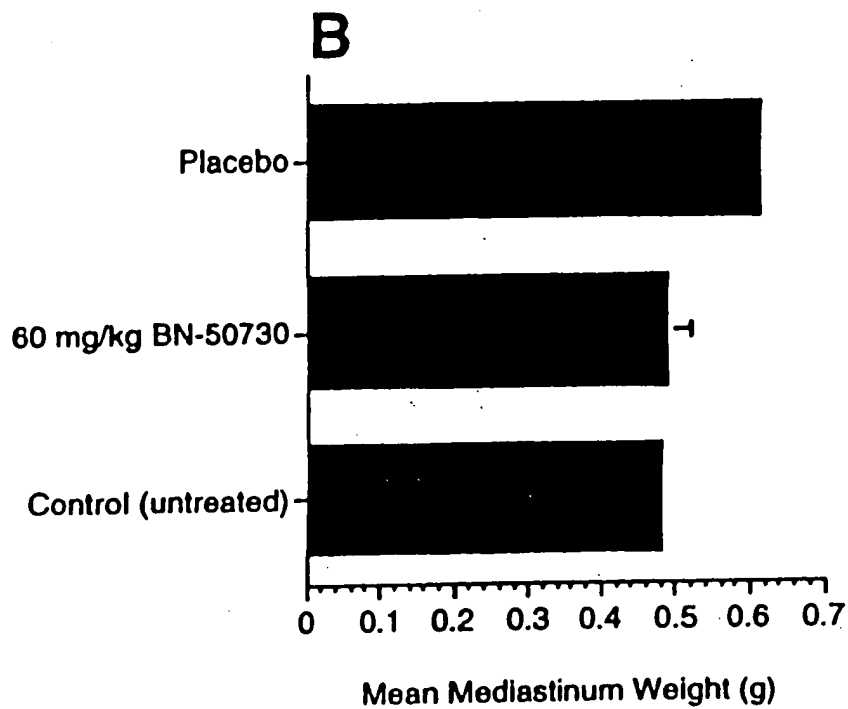 B
Placebo
60 mg/kg BN-50730
Control (untreated)
0 0.1 0.2 0.3 0.4 0.5 0.6 0.7
Mean Mediastinum Weight (g)